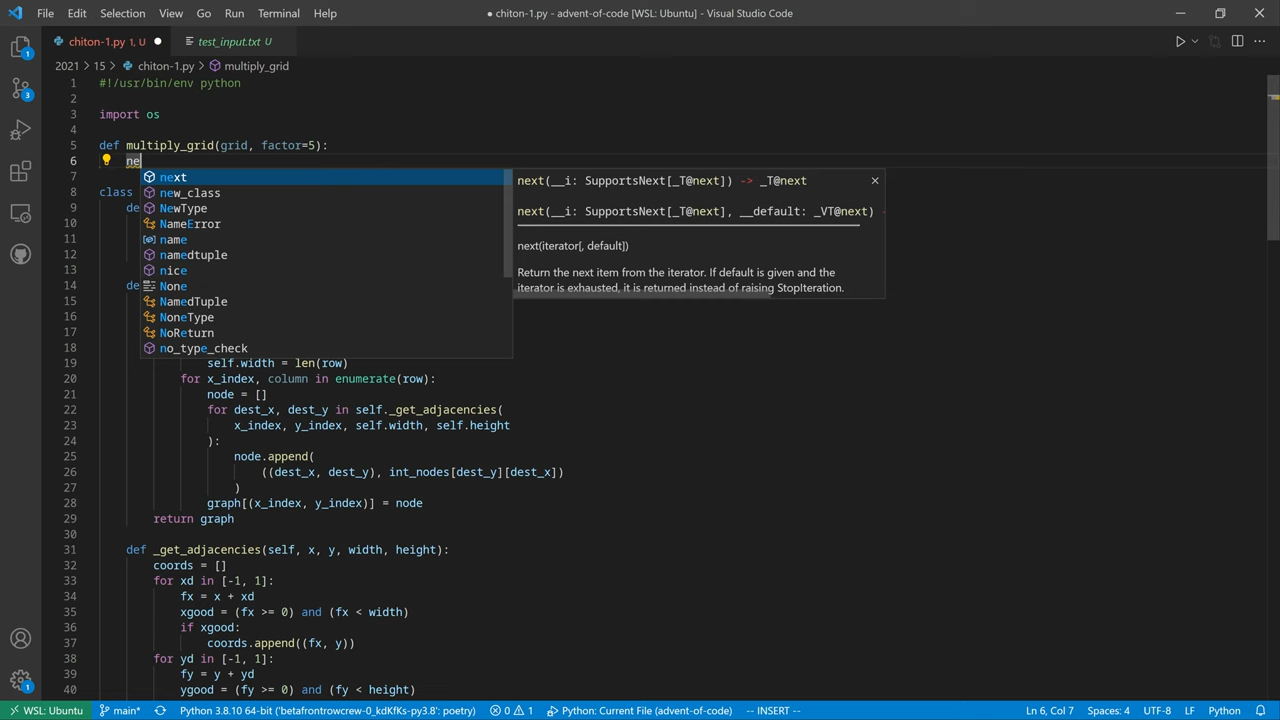 File Edit Selection View Go Run Terminal Help ● chiton-1.py - advent-of-code [WSL: Ubuntu] - Visual Studio Code
chiton-1.py 1, U ● test_input.txt U
2021 > 15 > chiton-1.py > multiply_grid
1 #!/usr/bin/env python
2
3 import os
4
5 def multiply_grid(grid, factor=5):
6 ne
7 next
8 class new_class
9 de NewType
10 NameError
11 name
12 namedtuple
13 nice
14 de None
15 NamedTuple
16 NoneType
17 NoReturn
18 no_type_check
next(__i: SupportsNext[_T@next]) -> _T@next
next(__i: SupportsNext[_T@next], __default: _VT@next)
next(iterator[, default])
Return the next item from the iterator. If default is given and the
iterator is exhausted, it is returned instead of raising StopIteration.
19 self.width = len(row)
20 for x_index, column in enumerate(row):
21 node = []
22 for dest_x, dest_y in self._get_adjacencies(
23 x_index, y_index, self.width, self.height
24 ):
25 node.append(
26 ((dest_x, dest_y), int_nodes[dest_y][dest_x])
27 )
28 graph[(x_index, y_index)] = node
29 return graph
30
31 def _get_adjacencies(self, x, y, width, height):
32 coords = []
33 for xd in [-1, 1]:
34 fx = x + xd
35 xgood = (fx >= 0) and (fx < width)
36 if xgood:
37 coords.append((fx, y))
38 for yd in [-1, 1]:
39 fy = y + yd
40 ygood = (fy >= 0) and (fy < height)
1
3
1
WSL: Ubuntu main* Python 3.8.10 64-bit ('betafrontrowcrew-0_kdKfKs-py3.8': poetry) 0 1 Python: Current File (advent-of-code) -- INSERT -- Ln 6, Col 7 Spaces: 4 UTF-8 LF Python